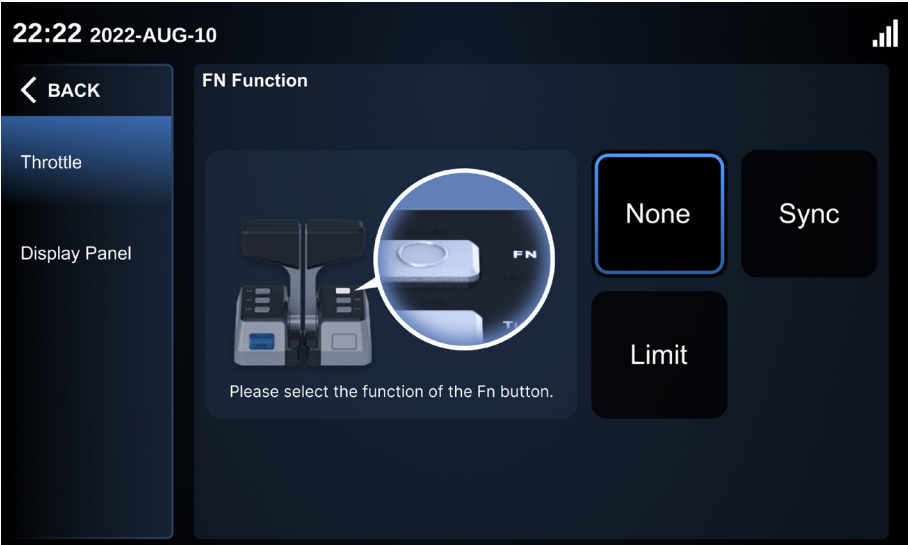 22:22 2022-AUG-10
BACK
FN Function
Throttle
Display Panel
FN
None
Sync
Limit
Please select the function of the Fn button.